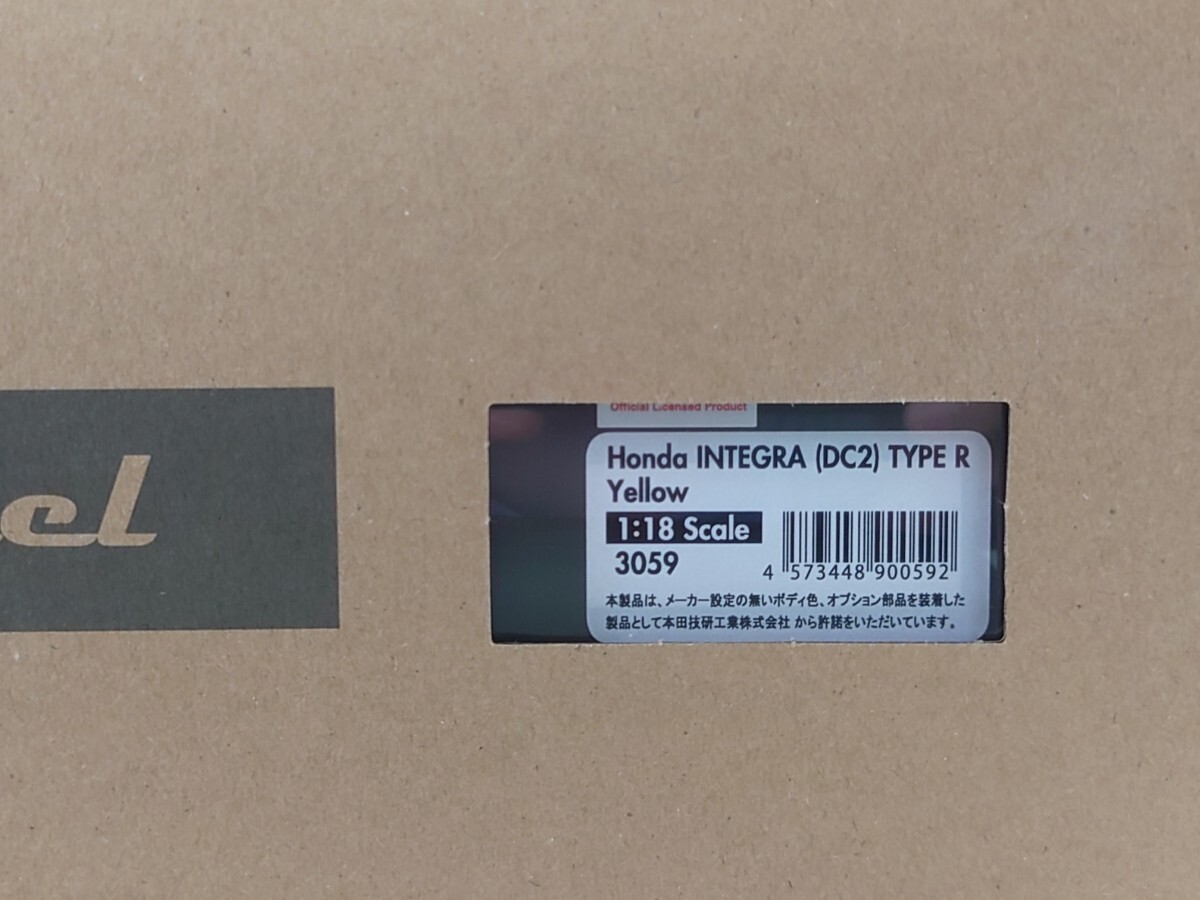 el
Official Licensed Product
Honda INTEGRA (DC2) TYPE R
Yellow
1:18 Scale
3059
4 573448 900592
本製品は、メーカー設定の無いボディ色、オプション部品を装着した
製品として本田技研工業株式会社 から許諾をいただいています。